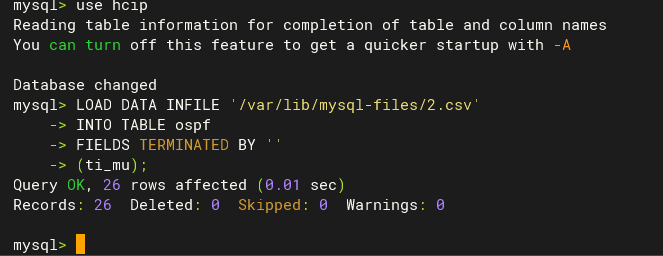 mysql> use hcip
Reading table information for completion of table and column names
You can turn off this feature to get a quicker startup with -A
Database changed
mysql> LOAD DATA INFILE '/var/lib/mysql-files/2.csv'
-> INTO TABLE ospf
-> FIELDS TERMINATED BY ''
-> (ti_mu);
Query OK, 26 rows affected (0.01 sec)
Records: 26 Deleted: 0 Skipped: 0 Warnings: 0
mysql>